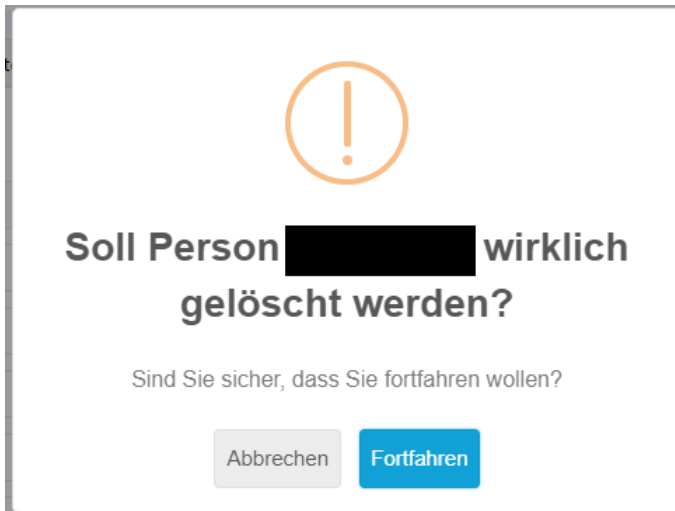 Soll Person wirklich
gelöscht werden?
Sind Sie sicher, dass Sie fortfahren wollen?
Abbrechen
Fortfahren